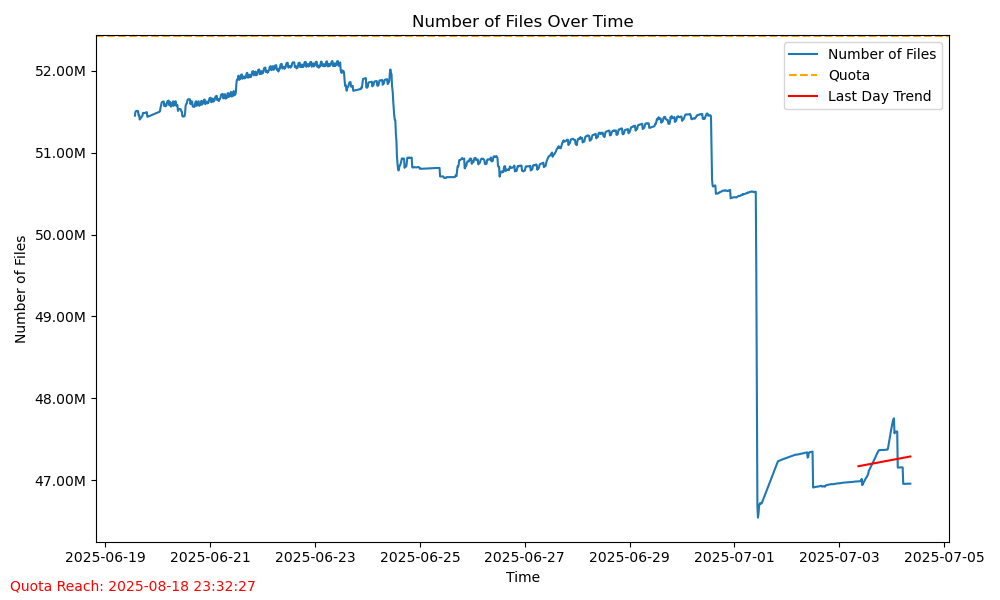 Number of Files Over Time
Number of Files
Quota
Last Day Trend
52.00M
51.00M
50.00M
49.00M
48.00M
47.00M
Number of Files
2025-06-19
2025-06-21
2025-06-23
2025-06-25
2025-06-27
2025-06-29
2025-07-01
2025-07-03
2025-07-05
Time
Quota Reach: 2025-08-18 23:32:27